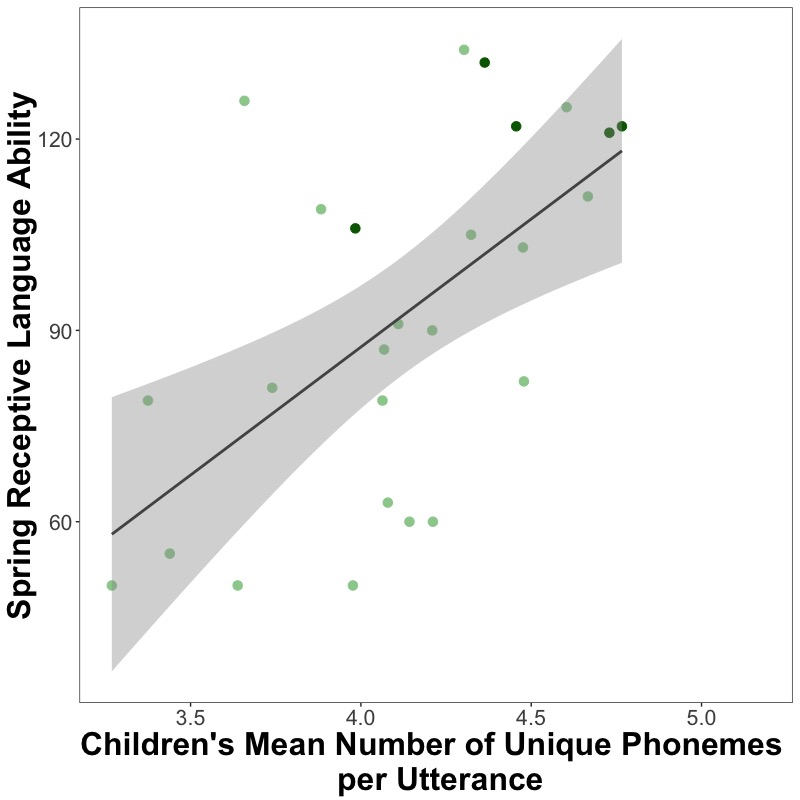 Spring Receptive Language Ability
120
90
60
3.5 4.0 4.5 5.0
Children's Mean Number of Unique Phonemes
per Utterance